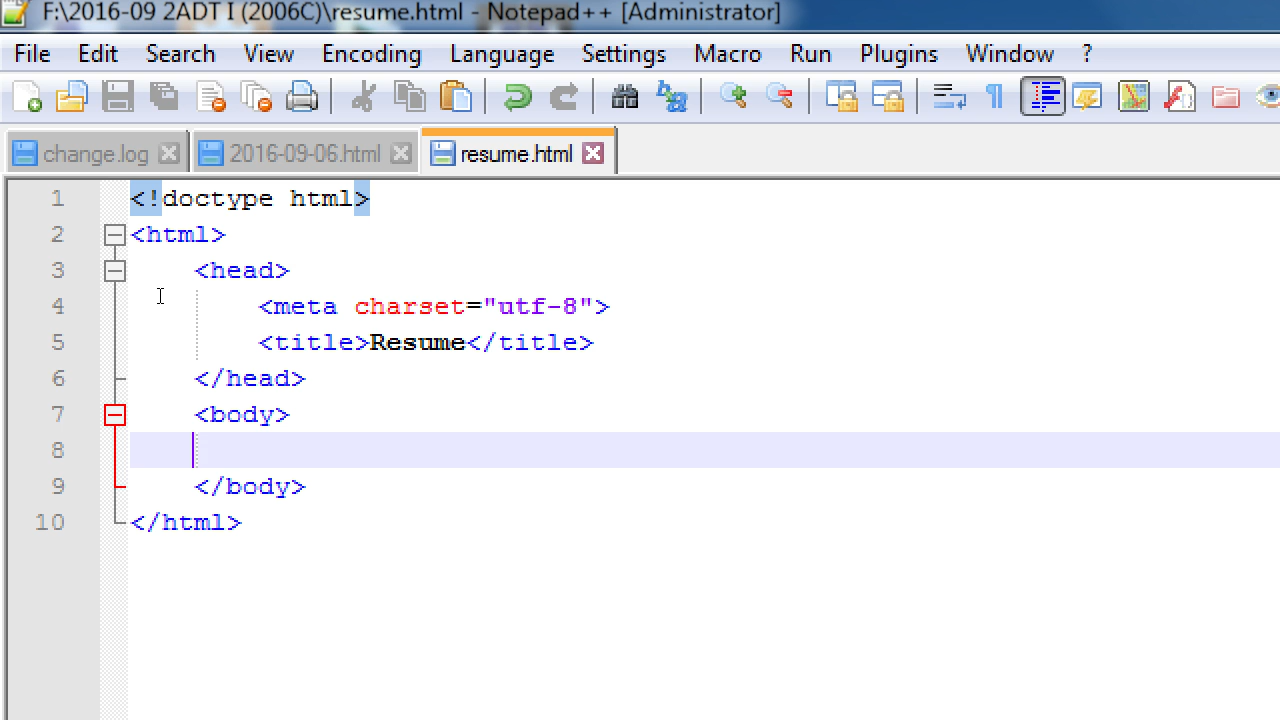 F:\2016-09 2ADT I (2006C)\resume.html - Notepad++ [Administrator]
File Edit Search View Encoding Language Settings Macro Run Plugins Window ?
change.log 2016-09-06.html resume.html
1 <!doctype html>
2 <html>
3 <head>
4 <meta charset="utf-8">
5 <title>Resume</title>
6 </head>
7 <body>
8
9 </body>
10 </html>